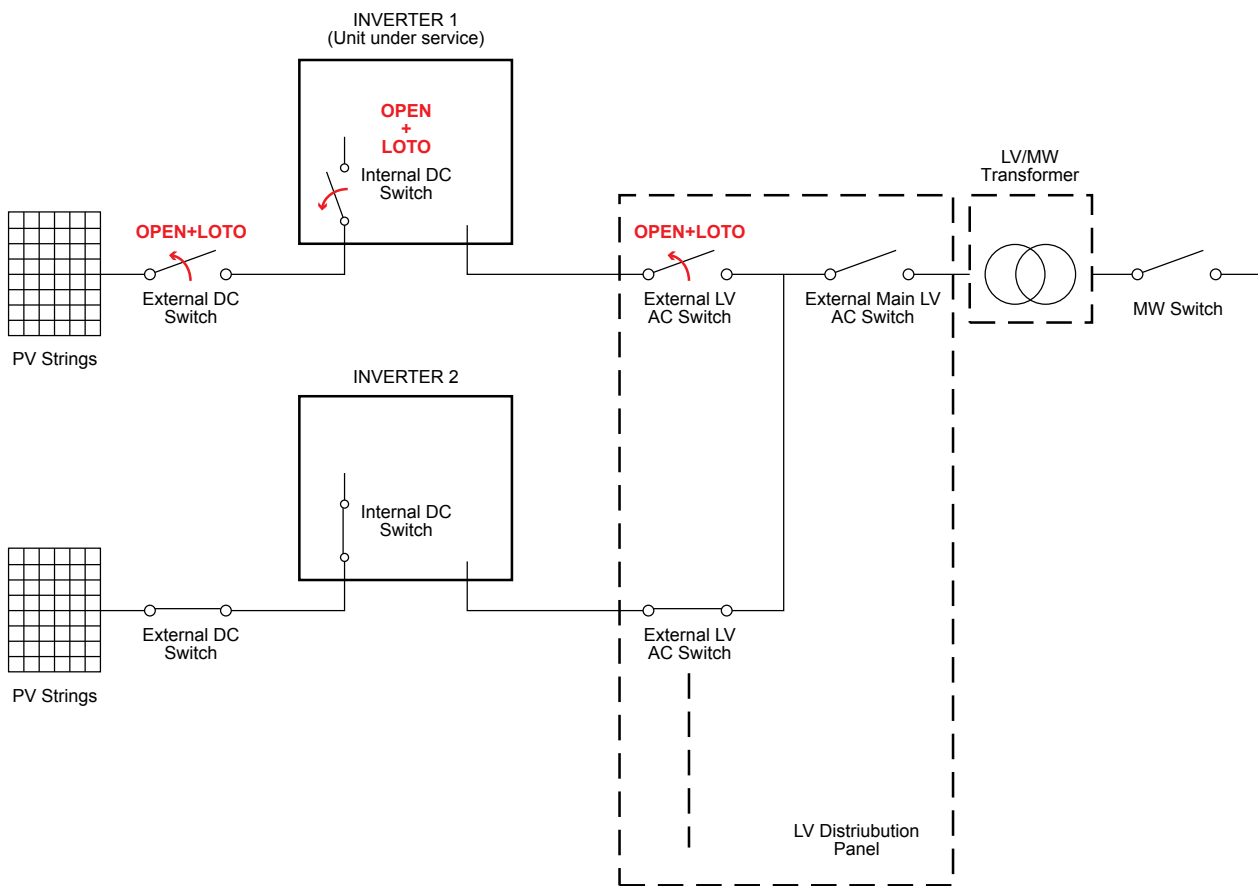 INVERTER 1
(Unit under service)
OPEN
+
LOTO
Internal DC
Switch
OPEN+LOTO
External DC
Switch
PV Strings
OPEN+LOTO
External LV
AC Switch
External Main LV
AC Switch
LV/MW
Transformer
MW Switch
INVERTER 2
Internal DC
Switch
External DC
Switch
PV Strings
External LV
AC Switch
LV Distriubution
Panel